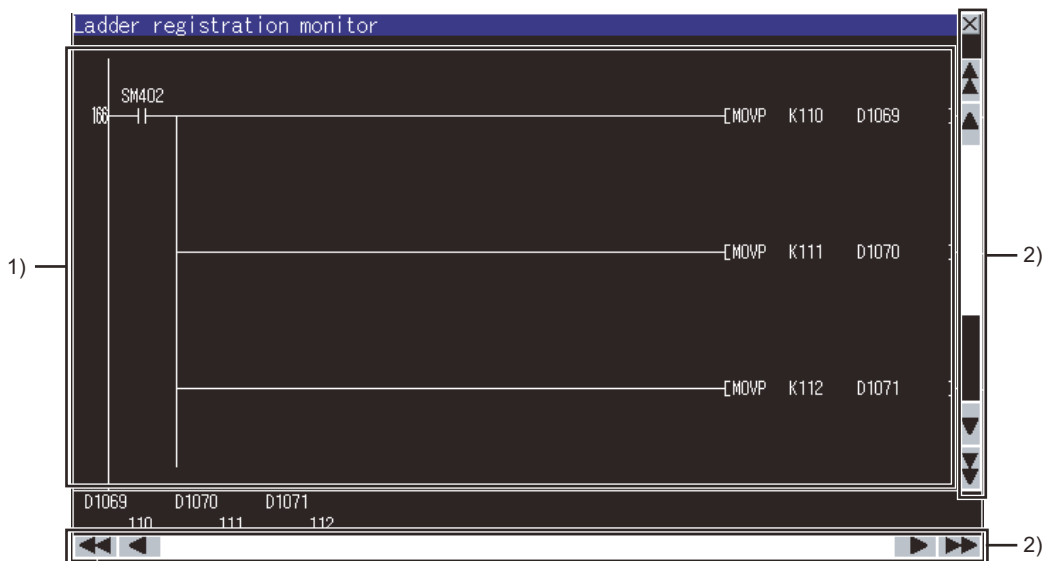 Ladder registration monitor
SM402
166
[MOVP K110 D1069 ]
1)
[MOVP K111 D1070 ]
2)
[MOVP K112 D1071 ]
D1069 D1070 D1071
110 111 112
2)